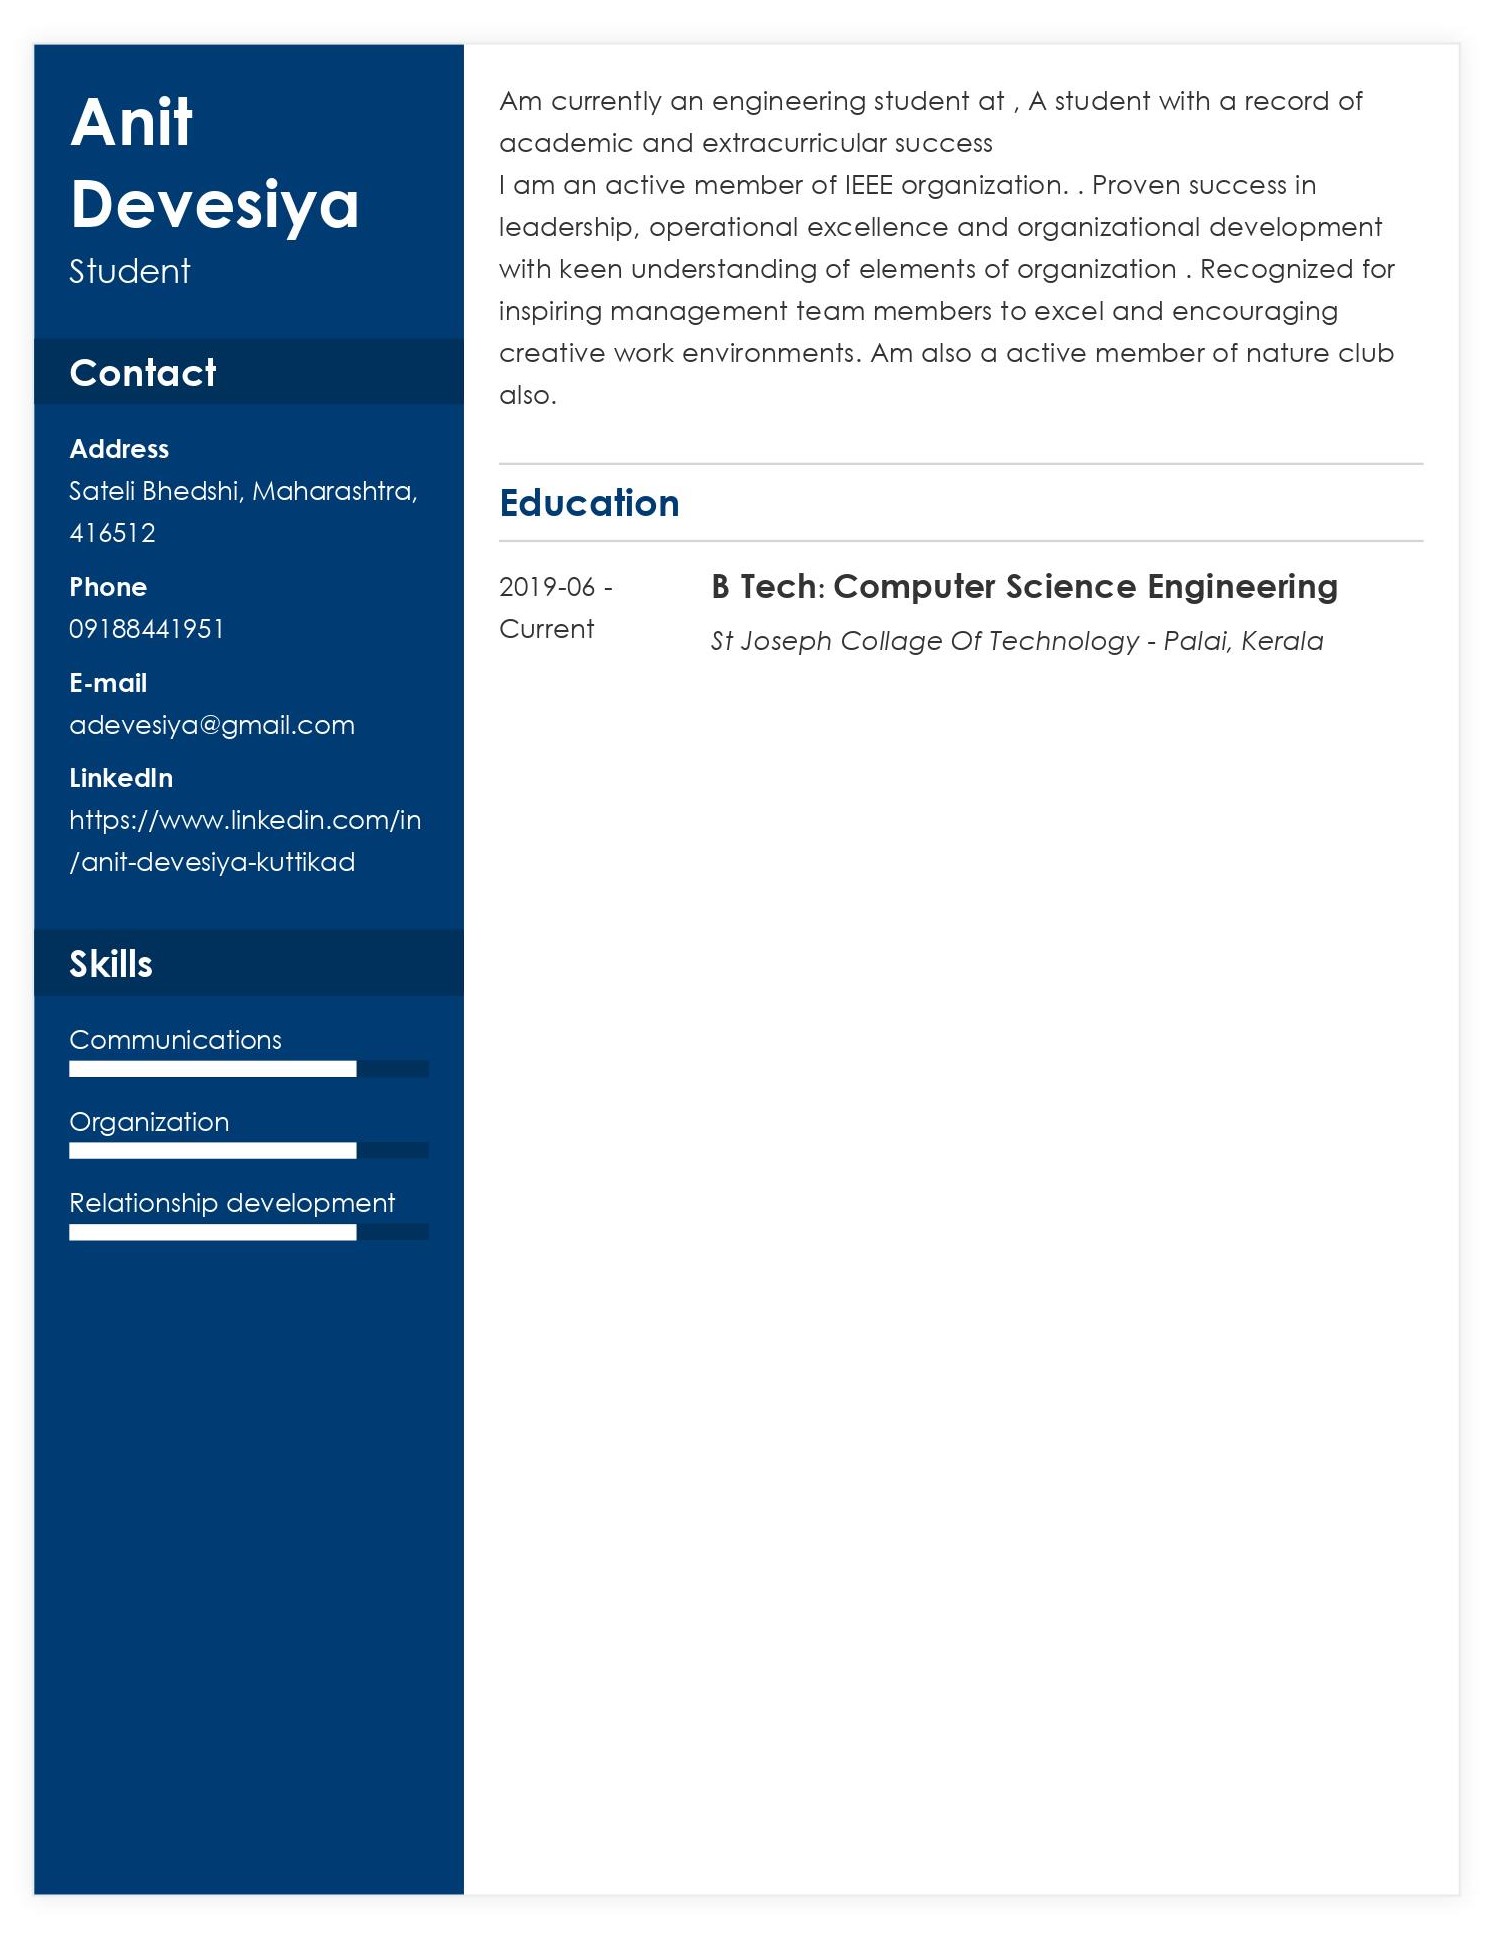 Anit
Devesiya
Student
Contact
Address
Sateli Bhedshi, Maharashtra,
416512
Phone
09188441951
E-mail
adevesiya@gmail.com
LinkedIn
https://www.linkedin.com/in
/anit-devesiya-kuttikad
Skills
Communications
Organization
Relationship development
Am currently an engineering student at , A student with a record of
academic and extracurricular success
I am an active member of IEEE organization. . Proven success in
leadership, operational excellence and organizational development
with keen understanding of elements of organization . Recognized for
inspiring management team members to excel and encouraging
creative work environments. Am also a active member of nature club
also.
Education
2019-06 -
Current
B Tech: Computer Science Engineering
St Joseph Collage Of Technology - Palai, Kerala